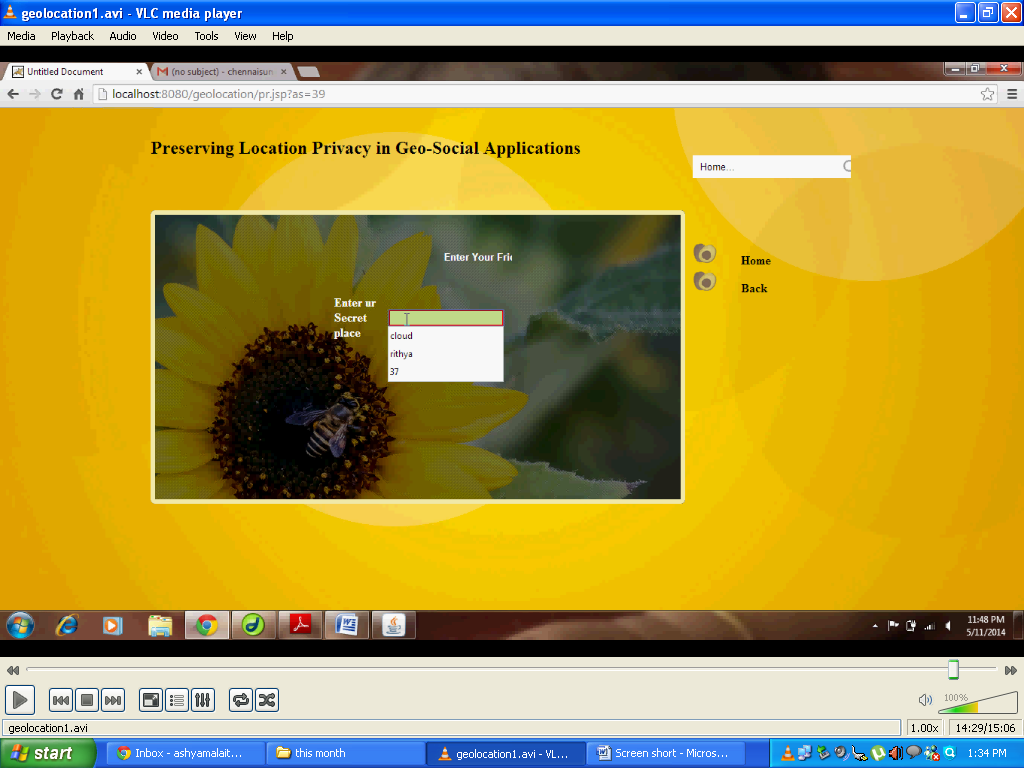 geolocation1.avi - VLC media player
Media Playback Audio Video Tools View Help
Untitled Document
(no subject) - chennaisun
localhost:8080/geolocation/pr.jsp?as=39
Preserving Location Privacy in Geo-Social Applications
Home...
Enter Your Frie
Home
Enter ur
Secret
place
Back
cloud
rithya
37
11:48 PM
5/11/2014
100%
geolocation1.avi
1.00x
14:29/15:06
start
Inbox - ashyamalait...
this month
geolocation1.avi - VL...
Screen short - Micros...
1:34 PM